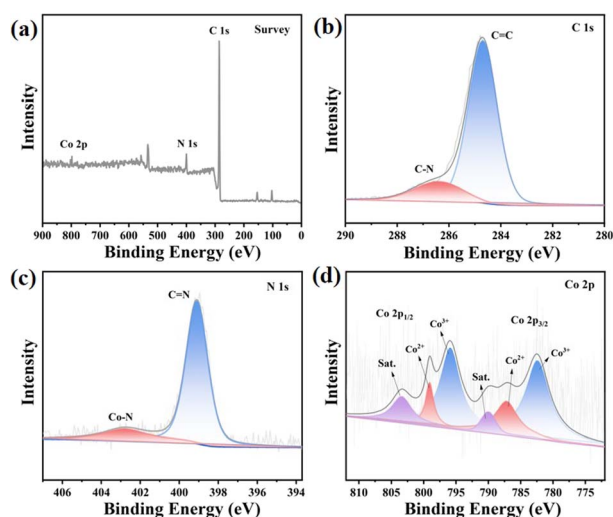 (a)
Survey
C 1s
Co 2p
N 1s
Intensity
900 800 700 600 500 400 300 200 100 0
Binding Energy (eV)
(b)
C 1s
C=C
C-N
Intensity
290 288 286 284 282 280
Binding Energy (eV)
(c)
N 1s
C=N
Co-N
Intensity
406 404 402 400 398 396 394
Binding Energy (eV)
(d)
Co 2p
Co 2p1/2
Co 2p3/2
Co3+
Co2+
Sat.
Sat.
Co2+
Co3+
Intensity
810 805 800 795 790 785 780 775
Binding Energy (eV)